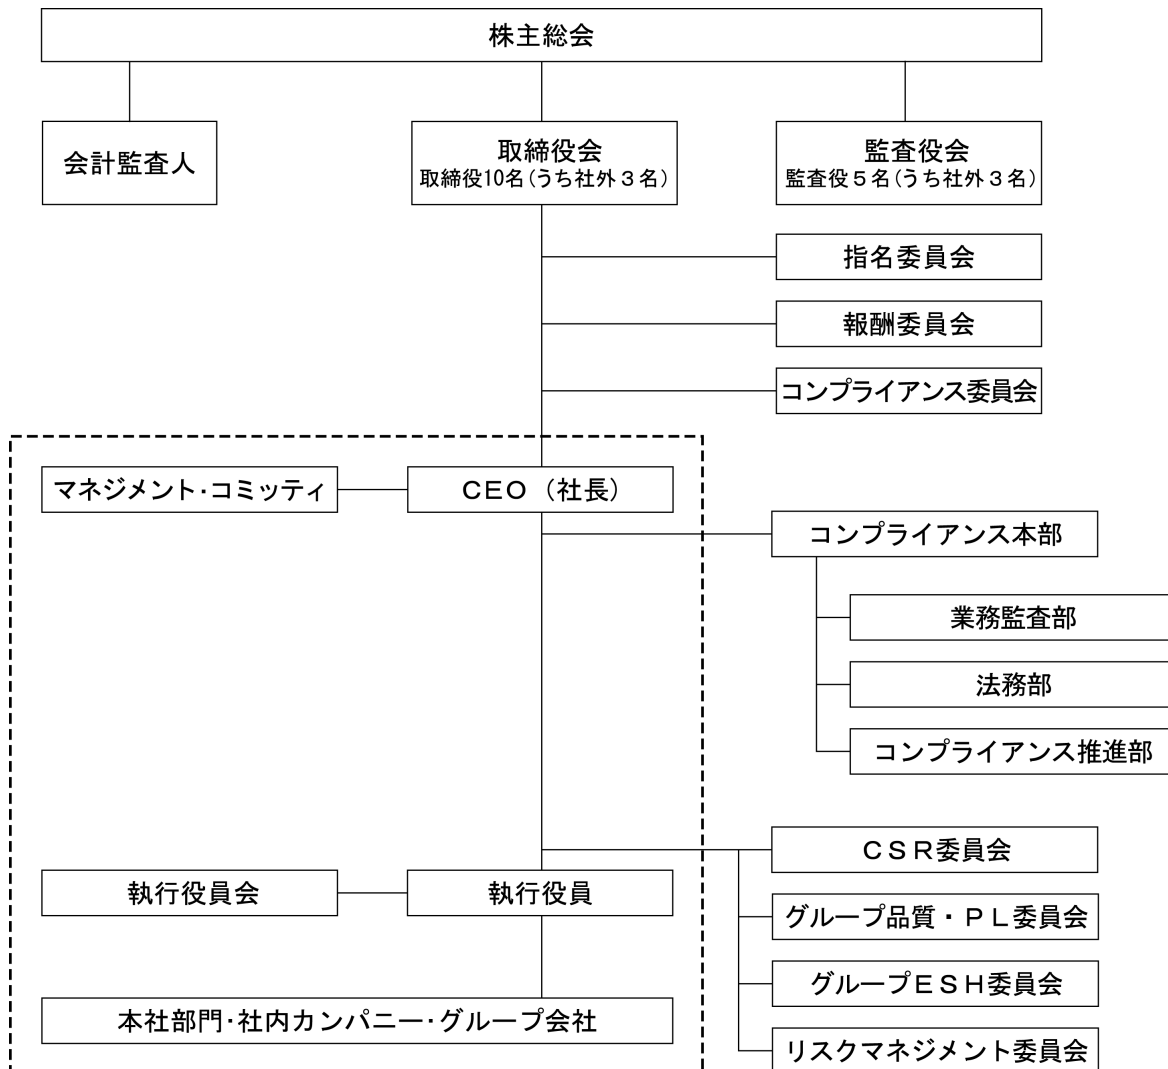 株主総会
会計監査人
取締役会
取締役10名(うち社外３名)
監査役会
監査役５名(うち社外３名)
指名委員会
報酬委員会
コンプライアンス委員会
マネジメント・コミッティ
ＣＥＯ（社長）
コンプライアンス本部
業務監査部
法務部
コンプライアンス推進部
ＣＳＲ委員会
執行役員会
執行役員
グループ品質・ＰＬ委員会
グループＥＳＨ委員会
本社部門・社内カンパニー・グループ会社
リスクマネジメント委員会